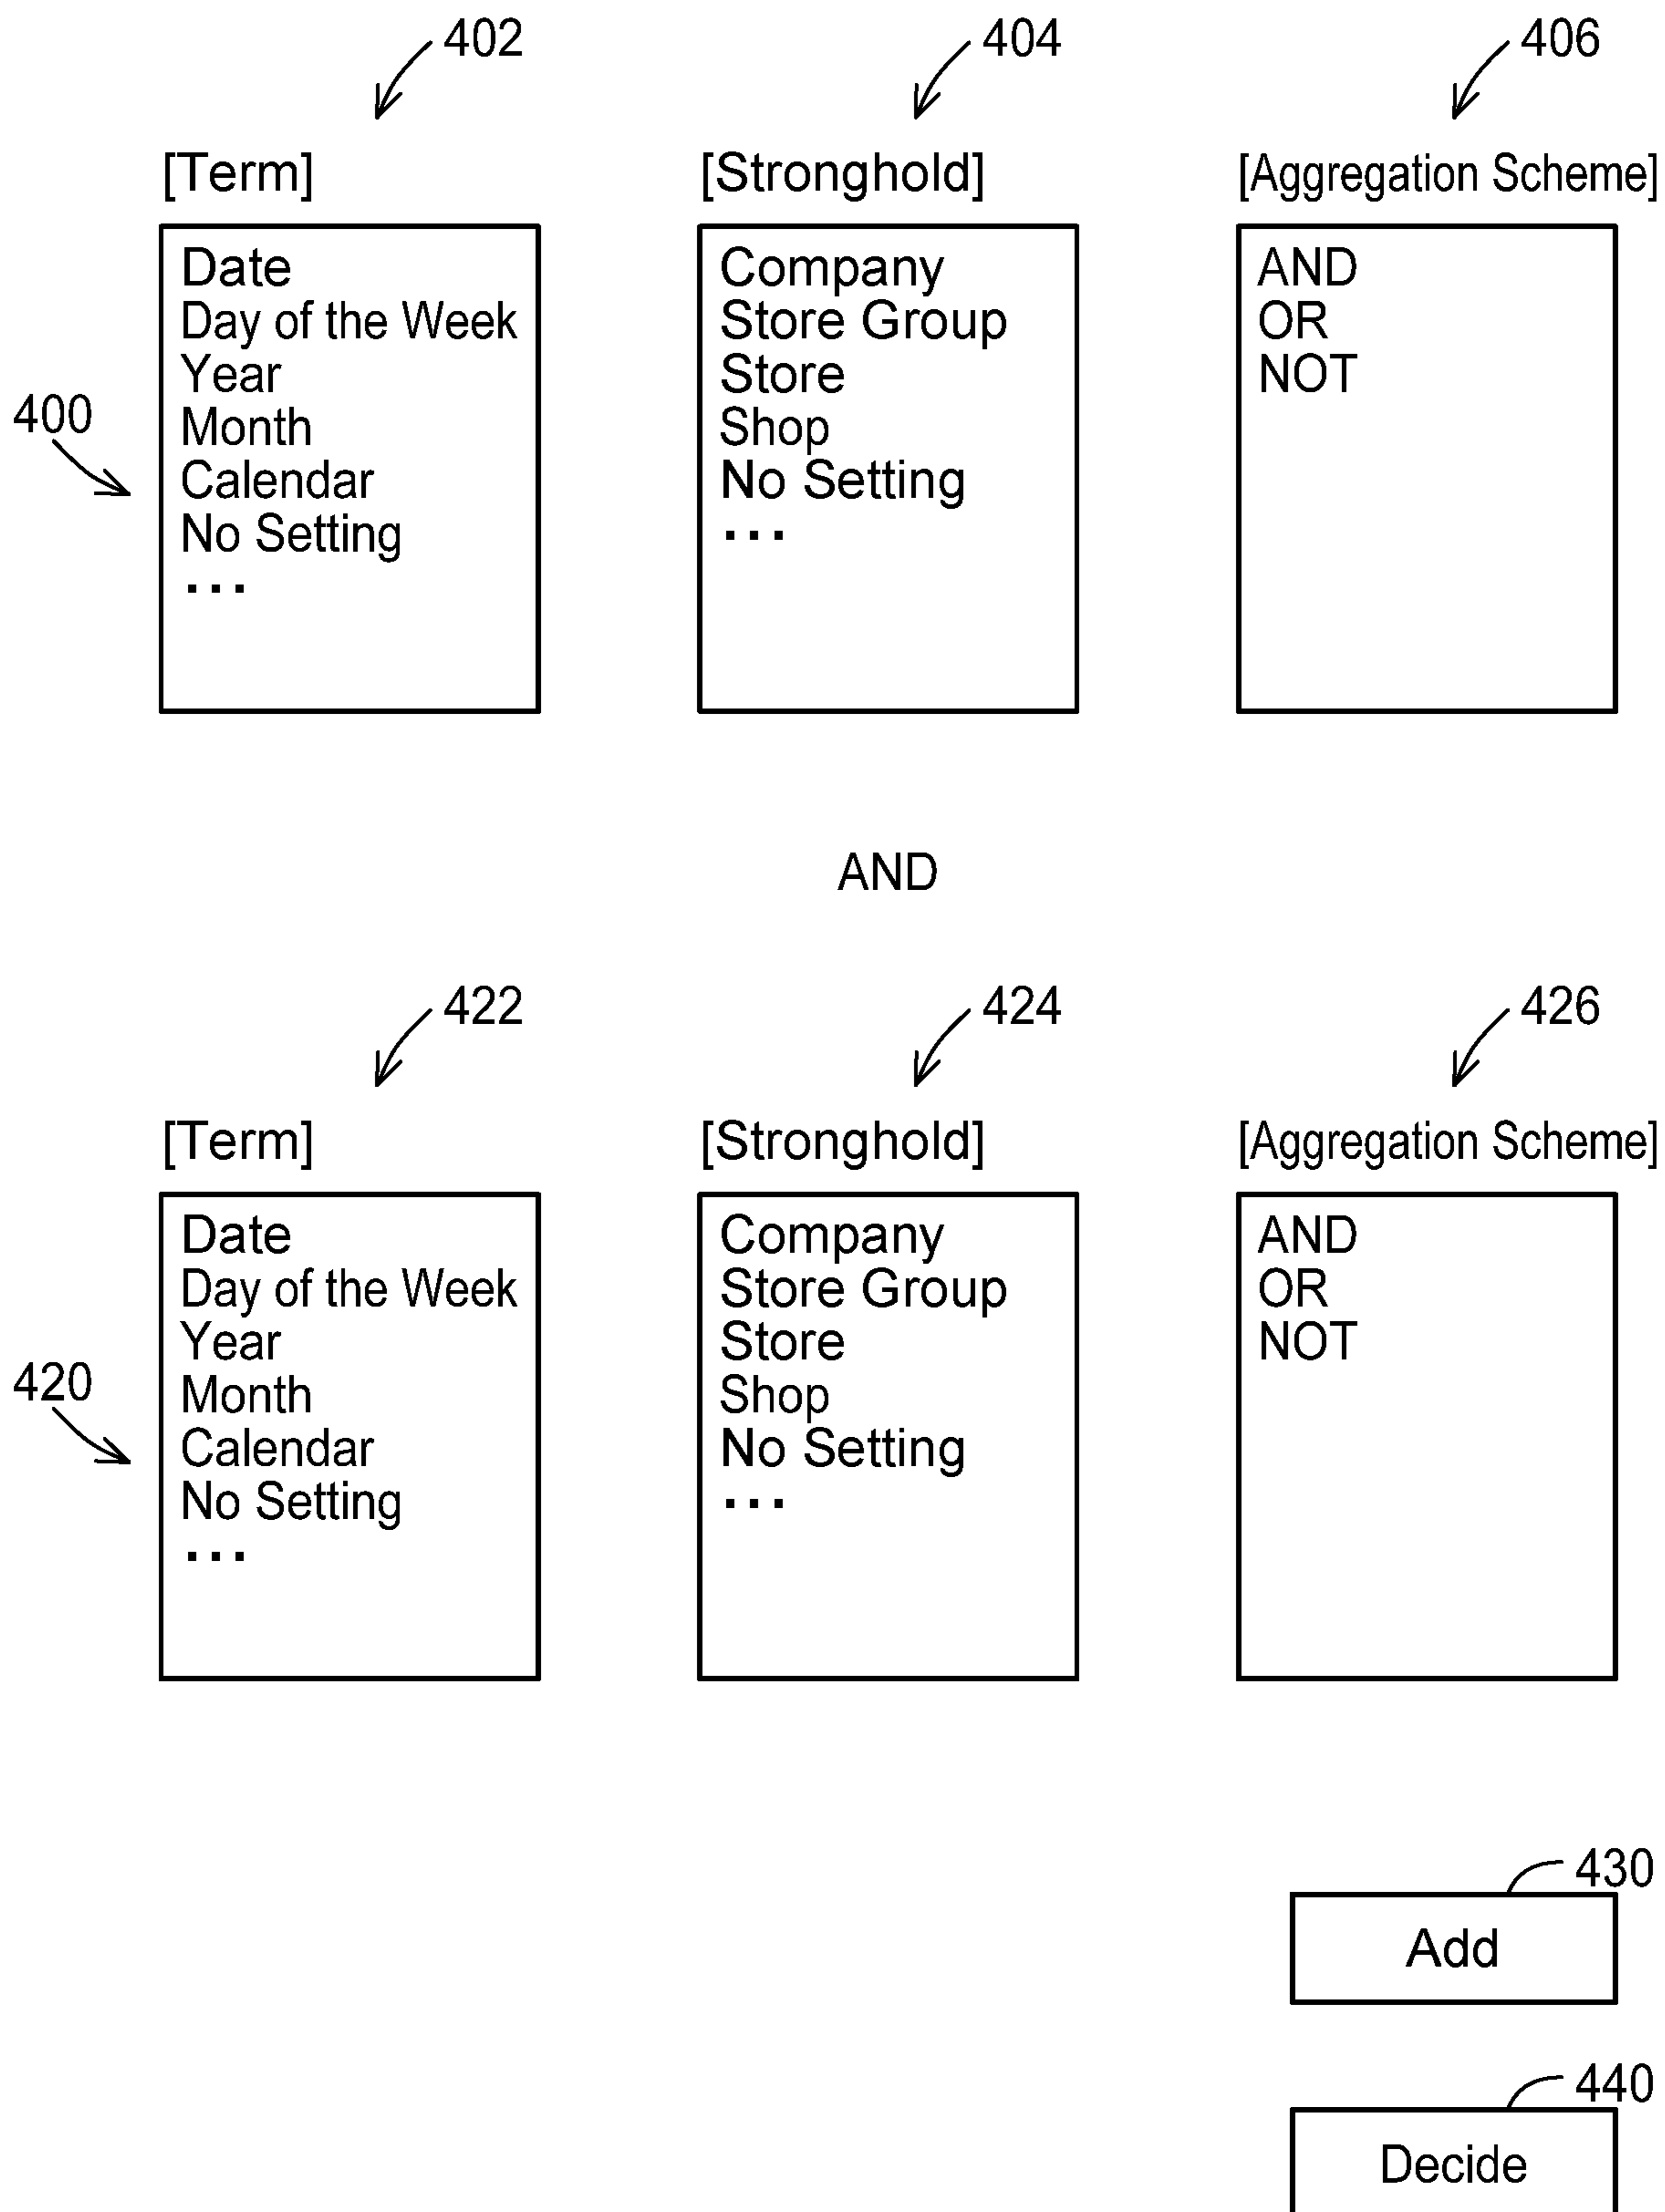 402
404
406
[Term]
[Stronghold]
[Aggregation Scheme]
Date
Day of the Week
Year
Month
Calendar
No Setting
...
Company
Store Group
Store
Shop
No Setting
...
AND
OR
NOT
400
AND
422
424
426
[Term]
[Stronghold]
[Aggregation Scheme]
Date
Day of the Week
Year
Month
Calendar
No Setting
...
Company
Store Group
Store
Shop
No Setting
...
AND
OR
NOT
420
430
Add
440
Decide